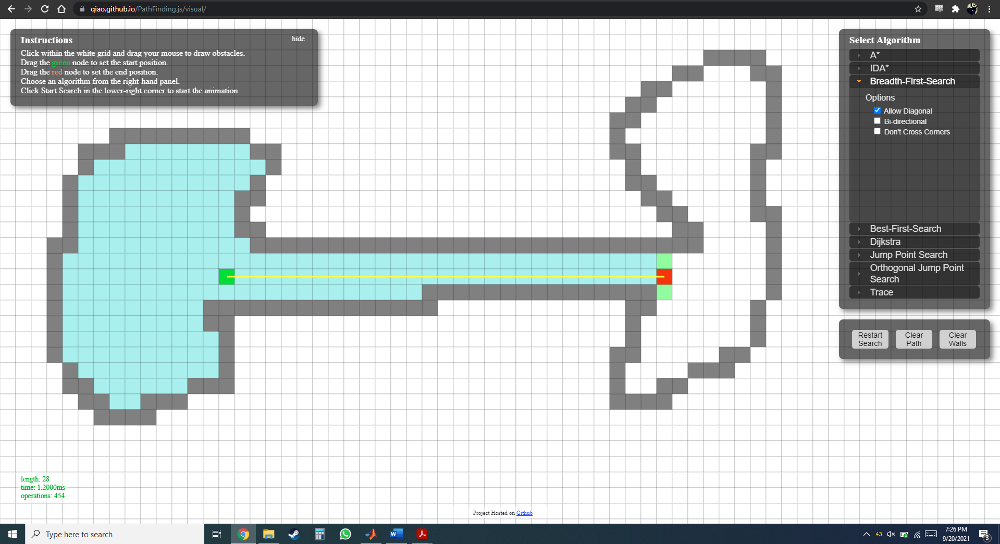 qiao.github.io/PathFinding.js/visual/
Instructions
hide
Click within the white grid and drag your mouse to draw obstacles.
Drag the green node to set the start position.
Drag the red node to set the end position.
Choose an algorithm from the right-hand panel.
Click Start Search in the lower-right corner to start the animation.
Select Algorithm
A*
IDA*
Breadth-First-Search
Options
Allow Diagonal
Bi-directional
Don't Cross Corners
Best-First-Search
Dijkstra
Jump Point Search
Orthogonal Jump Point
Search
Trace
Restart
Search
Clear
Path
Clear
Walls
length: 28
time: 1.2000ms
operations: 454
Project Hosted on Github
Type here to search
43
7:26 PM
9/20/2021
3